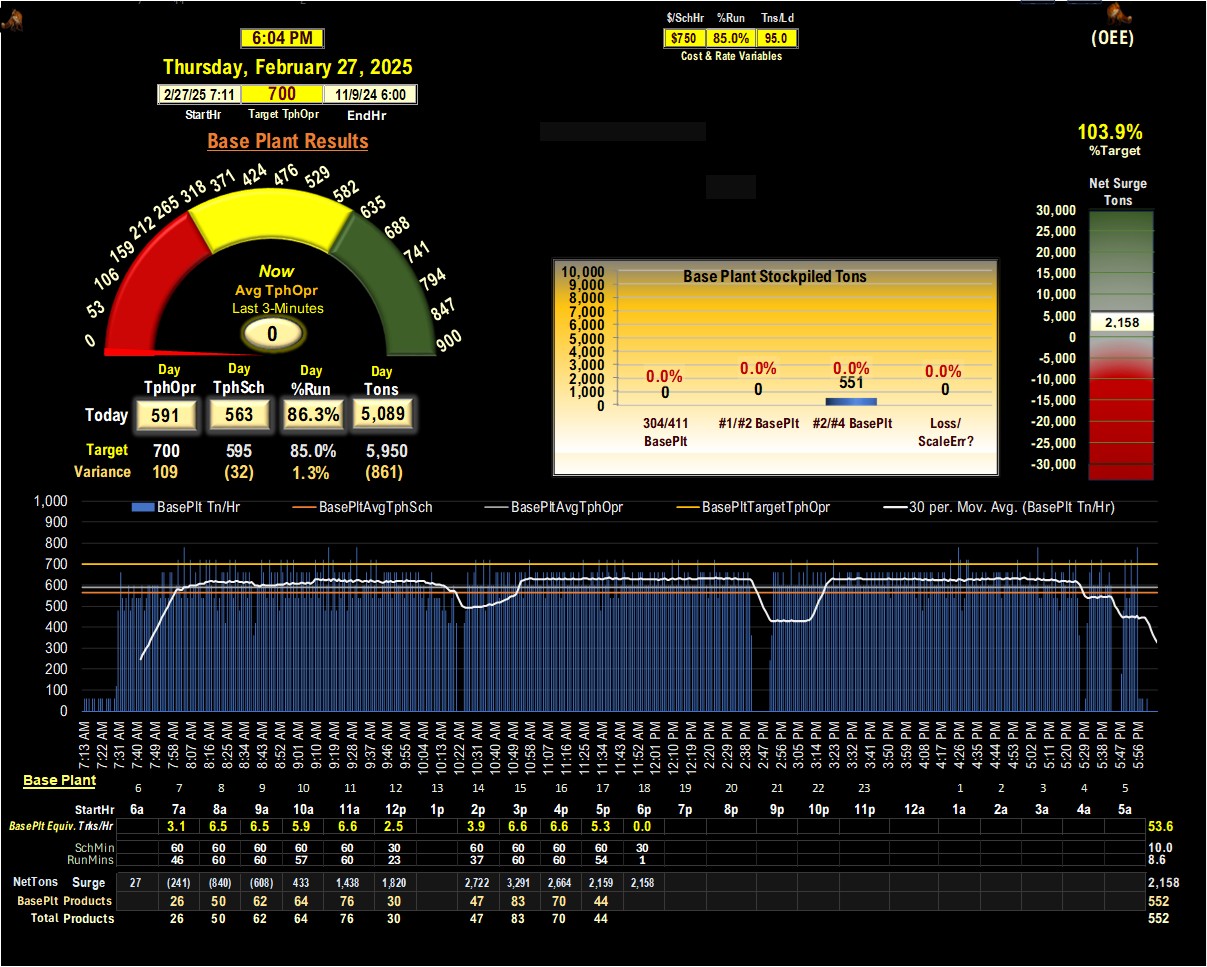 $/SchHr %Run Tns/Ld
6:04 PM
$750 85.0% 95.0
(OEE)
Cost & Rate Variables
Thursday, February 27, 2025
2/27/25 7:11 700 11/9/24 6:00
StartHr Target TphOpr EndHr
Base Plant Results
103.9%
%Target
0 53 106 159 212 265 318 371 424 476 529 582 635 688 741 794 847 900
Now
Avg TphOpr
Last 3-Minutes
0
Net Surge
Tons
30,000
25,000
20,000
15,000
10,000
5,000
2,158
0
-5,000
-10,000
-15,000
-20,000
-25,000
-30,000
Base Plant Stockpiled Tons
10,000
9,000
8,000
7,000
6,000
5,000
4,000
3,000
2,000
1,000
0
0.0% 0.0% 0.0% 0.0%
0 0 551 0
304/411 #1/#2 BasePlt #2/#4 BasePlt Loss/
BasePlt ScaleErr?
Day Day Day Day
TphOpr TphSch %Run Tons
Today 591 563 86.3% 5,089
Target 700 595 85.0% 5,950
Variance 109 (32) 1.3% (861)
BasePlt Tn/Hr BasePltAvgTphSch BasePltAvgTphOpr BasePltTargetTphOpr 30 per. Mov. Avg. (BasePlt Tn/Hr)
1,000
900
800
700
600
500
400
300
200
100
0
7:13 AM 7:22 AM 7:31 AM 7:40 AM 7:49 AM 7:58 AM 8:16 AM 8:25 AM 8:34 AM 8:43 AM 8:52 AM 9:01 AM 9:10 AM 9:19 AM 9:28 AM 9:37 AM 9:46 AM 9:55 AM 10:04 AM 10:13 AM 10:22 AM 10:31 AM 10:40 AM 10:49 AM 10:58 AM 11:07 AM 11:16 AM 11:25 AM 11:34 AM 11:43 AM 11:52 AM 12:01 PM 12:10 PM 12:19 PM 2:20 PM 2:29 PM 2:38 PM 2:47 PM 2:56 PM 3:05 PM 3:14 PM 3:23 PM 3:32 PM 3:41 PM 3:50 PM 3:59 PM 4:08 PM 4:17 PM 4:26 PM 4:35 PM 4:44 PM 4:53 PM 5:02 PM 5:11 PM 5:20 PM 5:29 PM 5:38 PM 5:47 PM 5:56 PM
Base Plant
6 7 8 9 10 11 12 13 14 15 16 17 18 19 20 21 22 23 1 2 3 4 5
StartHr 6a 7a 8a 9a 10a 11a 12p 1p 2p 3p 4p 5p 6p 7p 8p 9p 10p 11p 12a 1a 2a 3a 4a 5a
BasePlt Equiv. Trks/Hr 3.1 6.5 6.5 5.9 6.6 2.5 3.9 6.6 6.6 5.3 0.0 53.6
SchMin 60 60 60 60 60 30 60 60 60 60 30 10.0
RunMins 46 60 60 57 60 23 37 60 60 54 1 8.6
NetTons Surge 27 (241) (840) (608) 433 1,438 1,820 2,722 3,291 2,664 2,159 2,158 2,158
BasePlt Products 26 50 62 64 76 30 47 83 70 44 552
Total Products 26 50 62 64 76 30 47 83 70 44 552